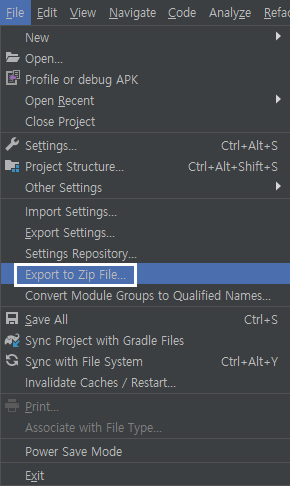 File Edit View Navigate Code Analyze Refac
New
Open...
Profile or debug APK
Open Recent
Close Project
Settings... Ctrl+Alt+S
Project Structure... Ctrl+Alt+Shift+S
Other Settings
Import Settings...
Export Settings...
Settings Repository...
Export to Zip File...
Convert Module Groups to Qualified Names...
Save All Ctrl+S
Sync Project with Gradle Files
Sync with File System Ctrl+Alt+Y
Invalidate Caches / Restart...
Print...
Associate with File Type...
Power Save Mode
Exit